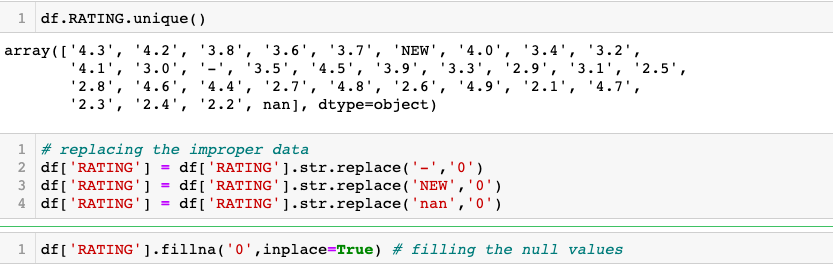 1 df.RATING.unique()
array(['4.3', '4.2', '3.8', '3.6', '3.7', 'NEW', '4.0', '3.4', '3.2',
'4.1', '3.0', '-', '3.5', '4.5', '3.9', '3.3', '2.9', '3.1', '2.5',
'2.8', '4.6', '4.4', '2.7', '4.8', '2.6', '4.9', '2.1', '4.7',
'2.3', '2.4', '2.2', nan], dtype=object)
1 # replacing the improper data
2 df['RATING'] = df['RATING'].str.replace('-','0')
3 df['RATING'] = df['RATING'].str.replace('NEW','0')
4 df['RATING'] = df['RATING'].str.replace('nan','0')
1 df['RATING'].fillna('0',inplace=True) # filling the null values